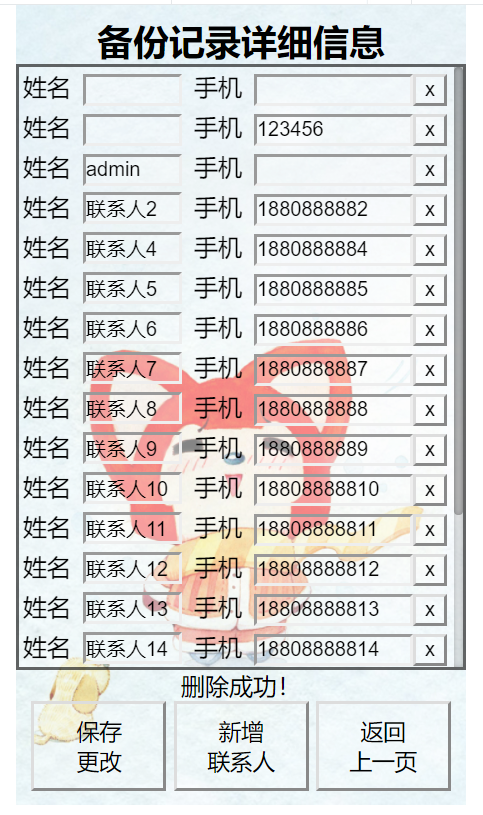 备份记录详细信息
姓名 手机 x
姓名 手机 123456 x
姓名 admin 手机 x
姓名 联系人2 手机 1880888882 x
姓名 联系人4 手机 1880888884 x
姓名 联系人5 手机 1880888885 x
姓名 联系人6 手机 1880888886 x
姓名 联系人7 手机 1880888887 x
姓名 联系人8 手机 1880888888 x
姓名 联系人9 手机 1880888889 x
姓名 联系人10 手机 18808888810 x
姓名 联系人11 手机 18808888811 x
姓名 联系人12 手机 18808888812 x
姓名 联系人13 手机 18808888813 x
姓名 联系人14 手机 18808888814 x
删除成功!
保存
更改
新增
联系人
返回
上一页